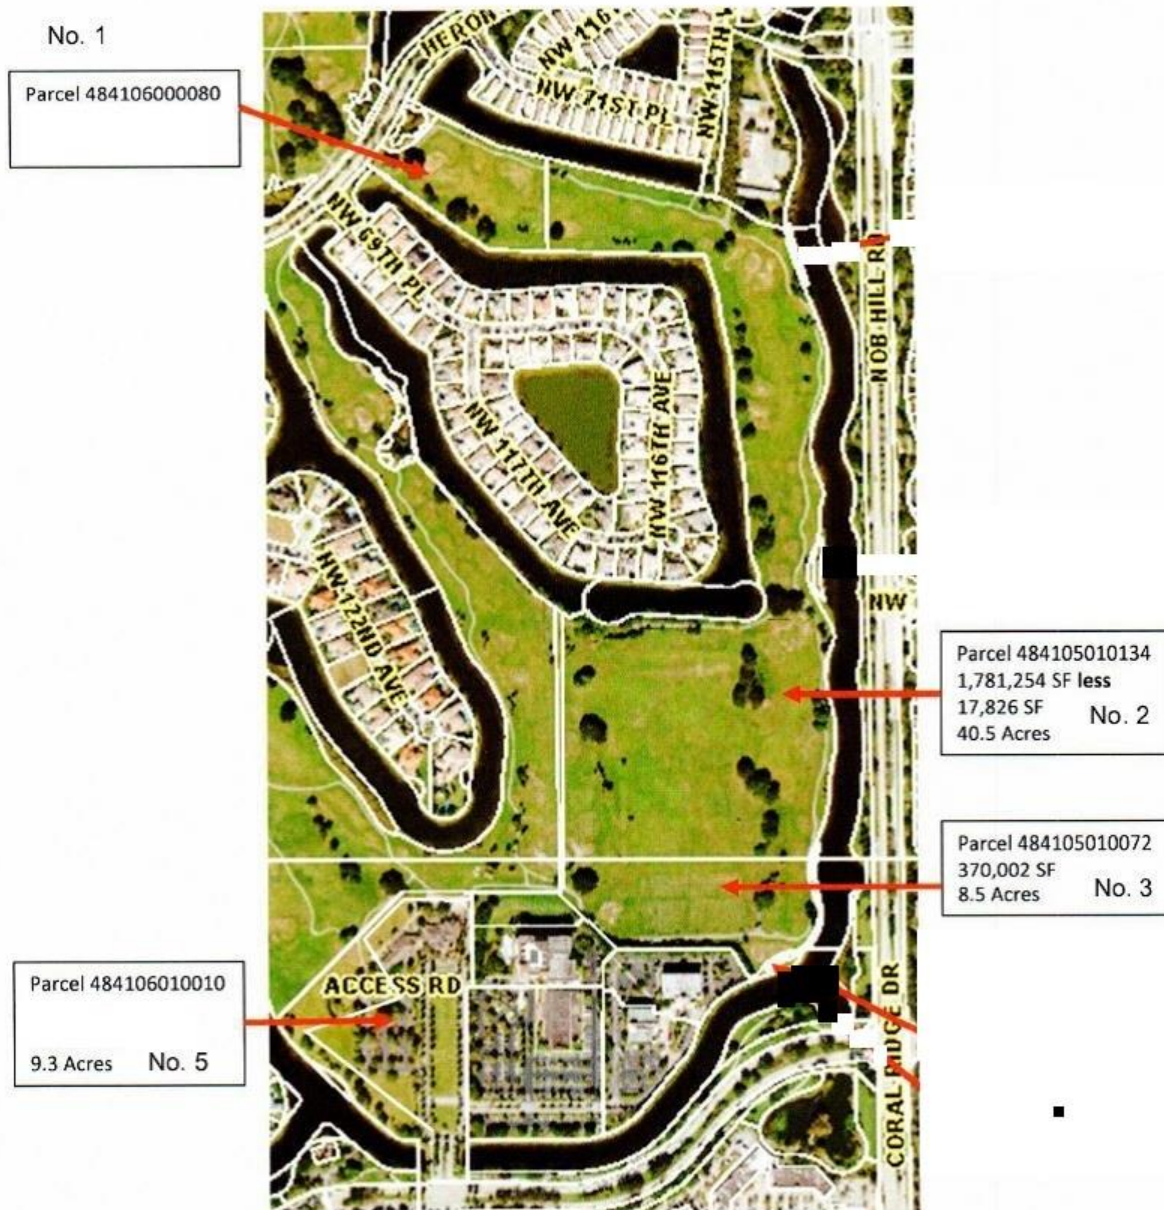 No. 1
Parcel 484106000080
HERON
NW 116T
NW 115TH
NW 71ST PL
NW 69TH PL
NOB HILL RD
NW 117TH AVE
NW 116TH AVE
NW 122ND AVE
NW
Parcel 484105010134
1,781,254 SF less
17,826 SF
40.5 Acres No. 2
Parcel 484105010072
370,002 SF
8.5 Acres No. 3
Parcel 484106010010
9.3 Acres No. 5
ACCESS RD
CORAL RIDGE DR